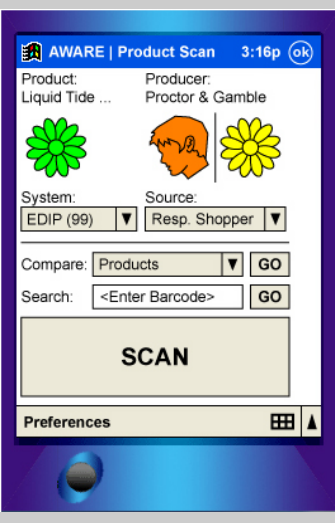 AWARE | Product Scan 3:16p ok
Product: Producer:
Liquid Tide ... Proctor & Gamble
System: Source:
EDIP (99) Resp. Shopper
Compare: Products GO
Search: <Enter Barcode> GO
SCAN
Preferences